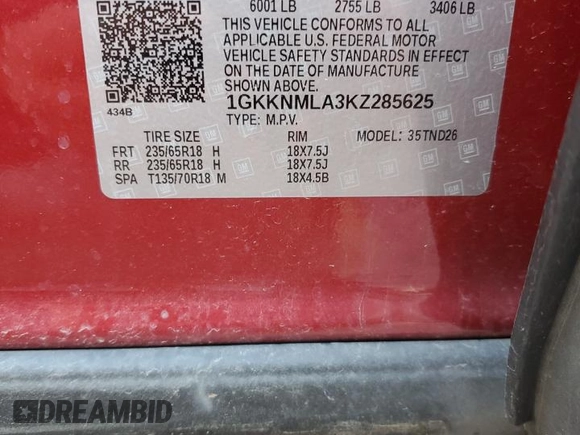 6001 LB 2755 LB 3406 LB
THIS VEHICLE CONFORMS TO ALL
APPLICABLE U.S. FEDERAL MOTOR
VEHICLE SAFETY STANDARDS IN EFFECT
ON THE DATE OF MANUFACTURE
SHOWN ABOVE.
434B
1GKKNMLA3KZ285625
TYPE: M.P.V.
TIRE SIZE RIM MODEL: 35TND26
FRT 235/65R18 H 18X7.5J
RR 235/65R18 H 18X7.5J
SPA T135/70R18 M 18X4.5B
GM
DREAMBID